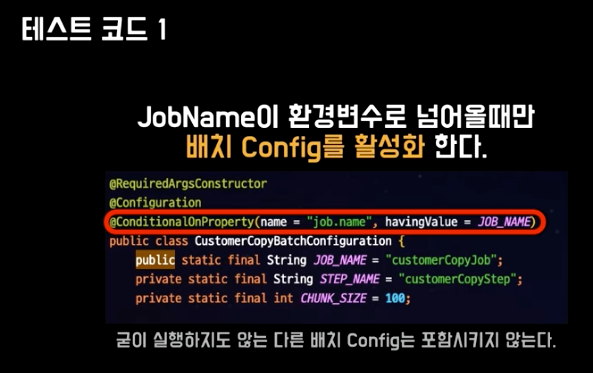 테스트 코드 1
JobName이 환경변수로 넘어올때만
배치 Config를 활성화 한다.
@RequiredArgsConstructor
@Configuration
@ConditionalOnProperty(name = "job.name", havingValue = JOB_NAME)
public class CustomerCopyBatchConfiguration {
public static final String JOB_NAME = "customerCopyJob";
private static final String STEP_NAME = "customerCopyStep";
private static final int CHUNK_SIZE = 100;
굳이 실행하지도 않는 다른 배치 Config는 포함시키지 않는다.